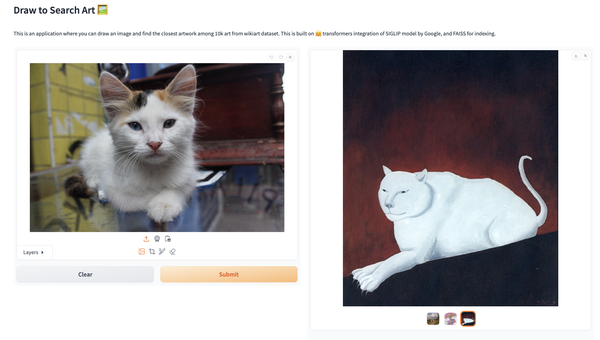 Draw to Search Art 🖼️
This is an application where you can draw an image and find the closest artwork among 10k art from wikiart dataset. This is built on 🤗 transformers integration of SIGLIP model by Google, and FAISS for indexing.
Layers
Clear
Submit